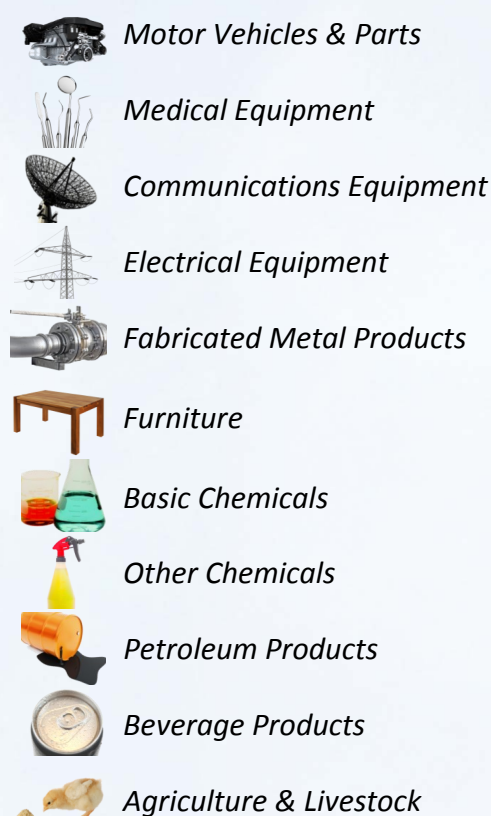 Motor Vehicles & Parts
Medical Equipment
Communications Equipment
Electrical Equipment
Fabricated Metal Products
Furniture
Basic Chemicals
Other Chemicals
Petroleum Products
Beverage Products
Agriculture & Livestock